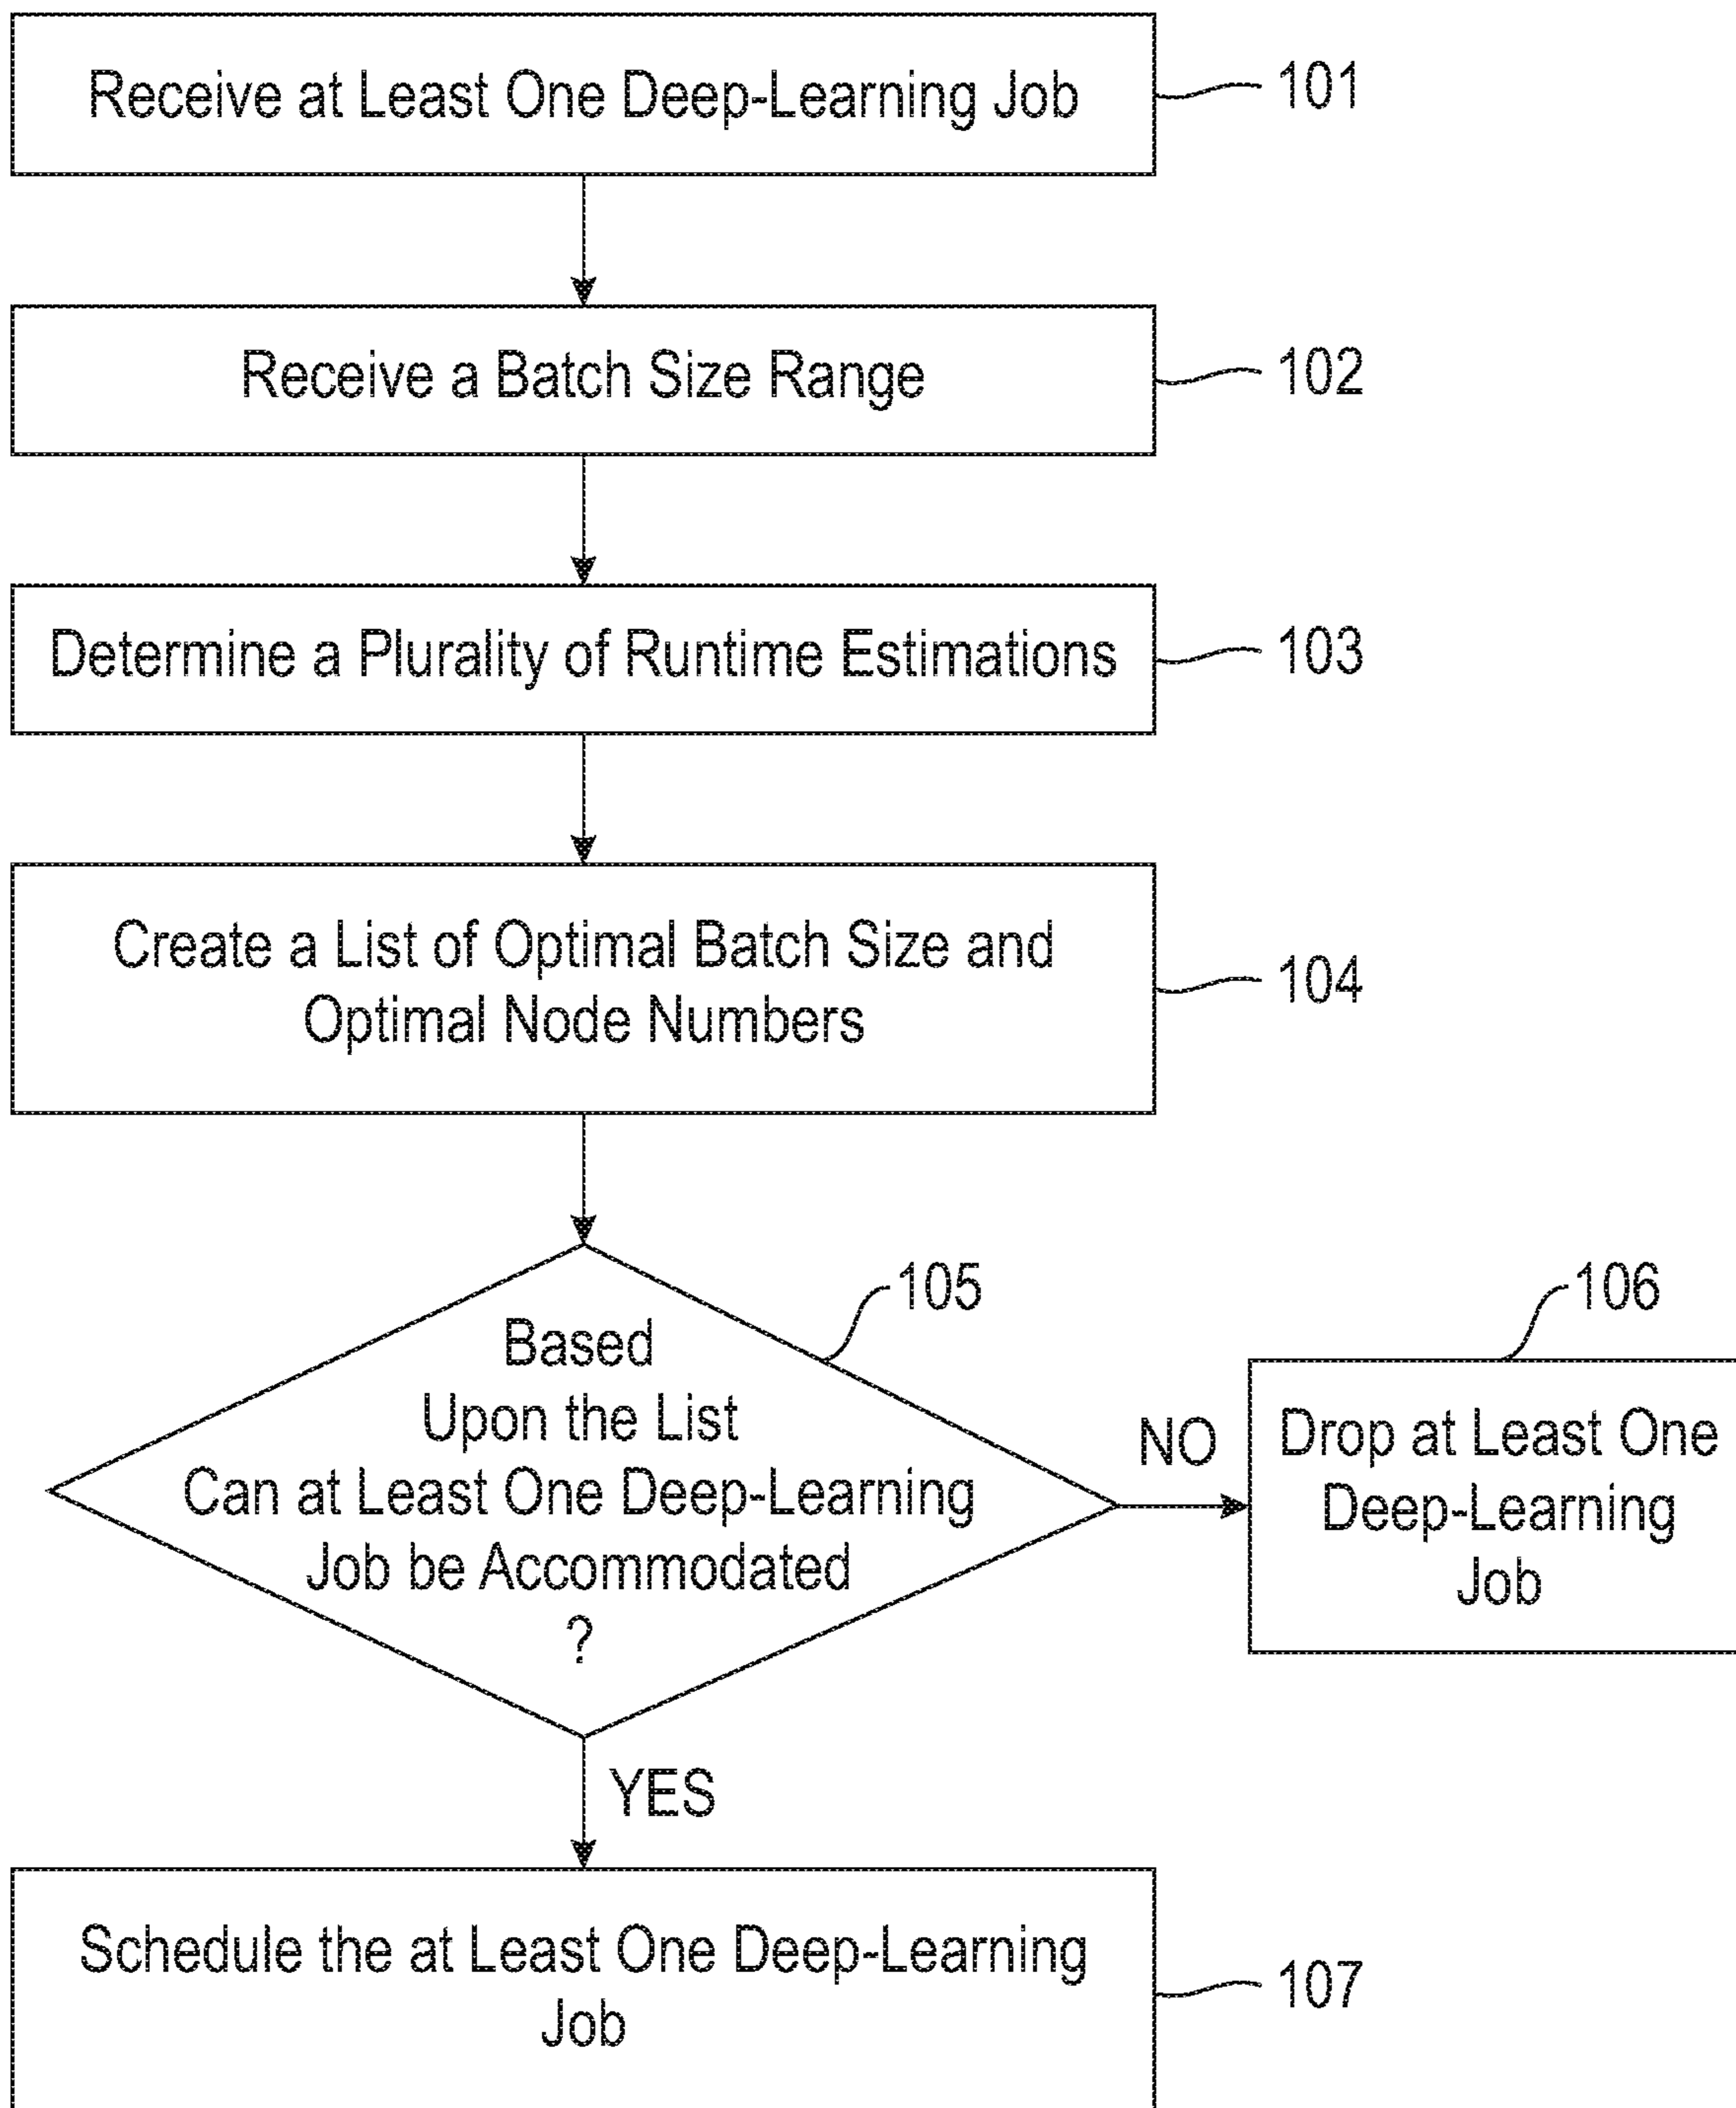 Receive at Least One Deep-Learning Job
101
Receive a Batch Size Range
102
Determine a Plurality of Runtime Estimations
103
Create a List of Optimal Batch Size and
Optimal Node Numbers
104
105
Based
Upon the List
Can at Least One Deep-Learning
Job be Accommodated
?
NO
106
Drop at Least One
Deep-Learning
Job
YES
Schedule the at Least One Deep-Learning
Job
107